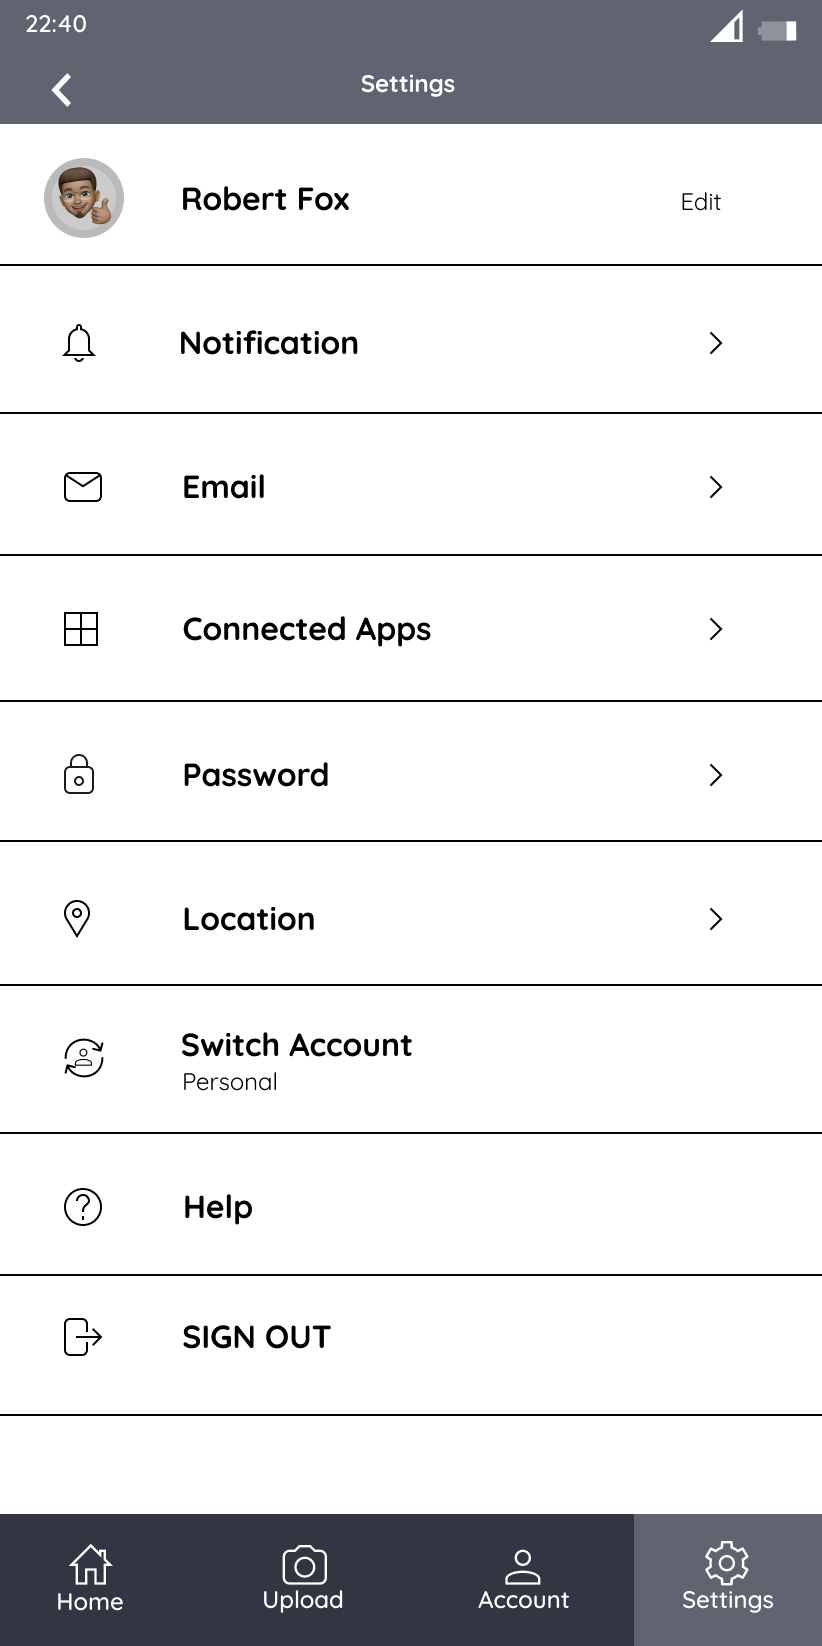 22:40
Settings
Robert Fox
Edit
Notification
Email
Connected Apps
Password
Location
Switch Account
Personal
Help
SIGN OUT
Home
Upload
Account
Settings